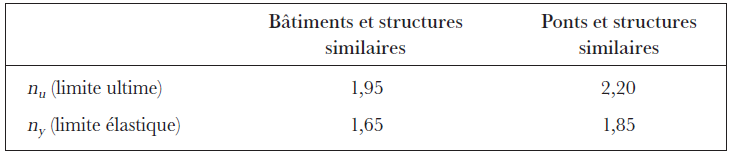 Bâtiments et structures similaires
Ponts et structures similaires
n_u (limite ultime) 1,95 2,20
n_y (limite élastique) 1,65 1,85